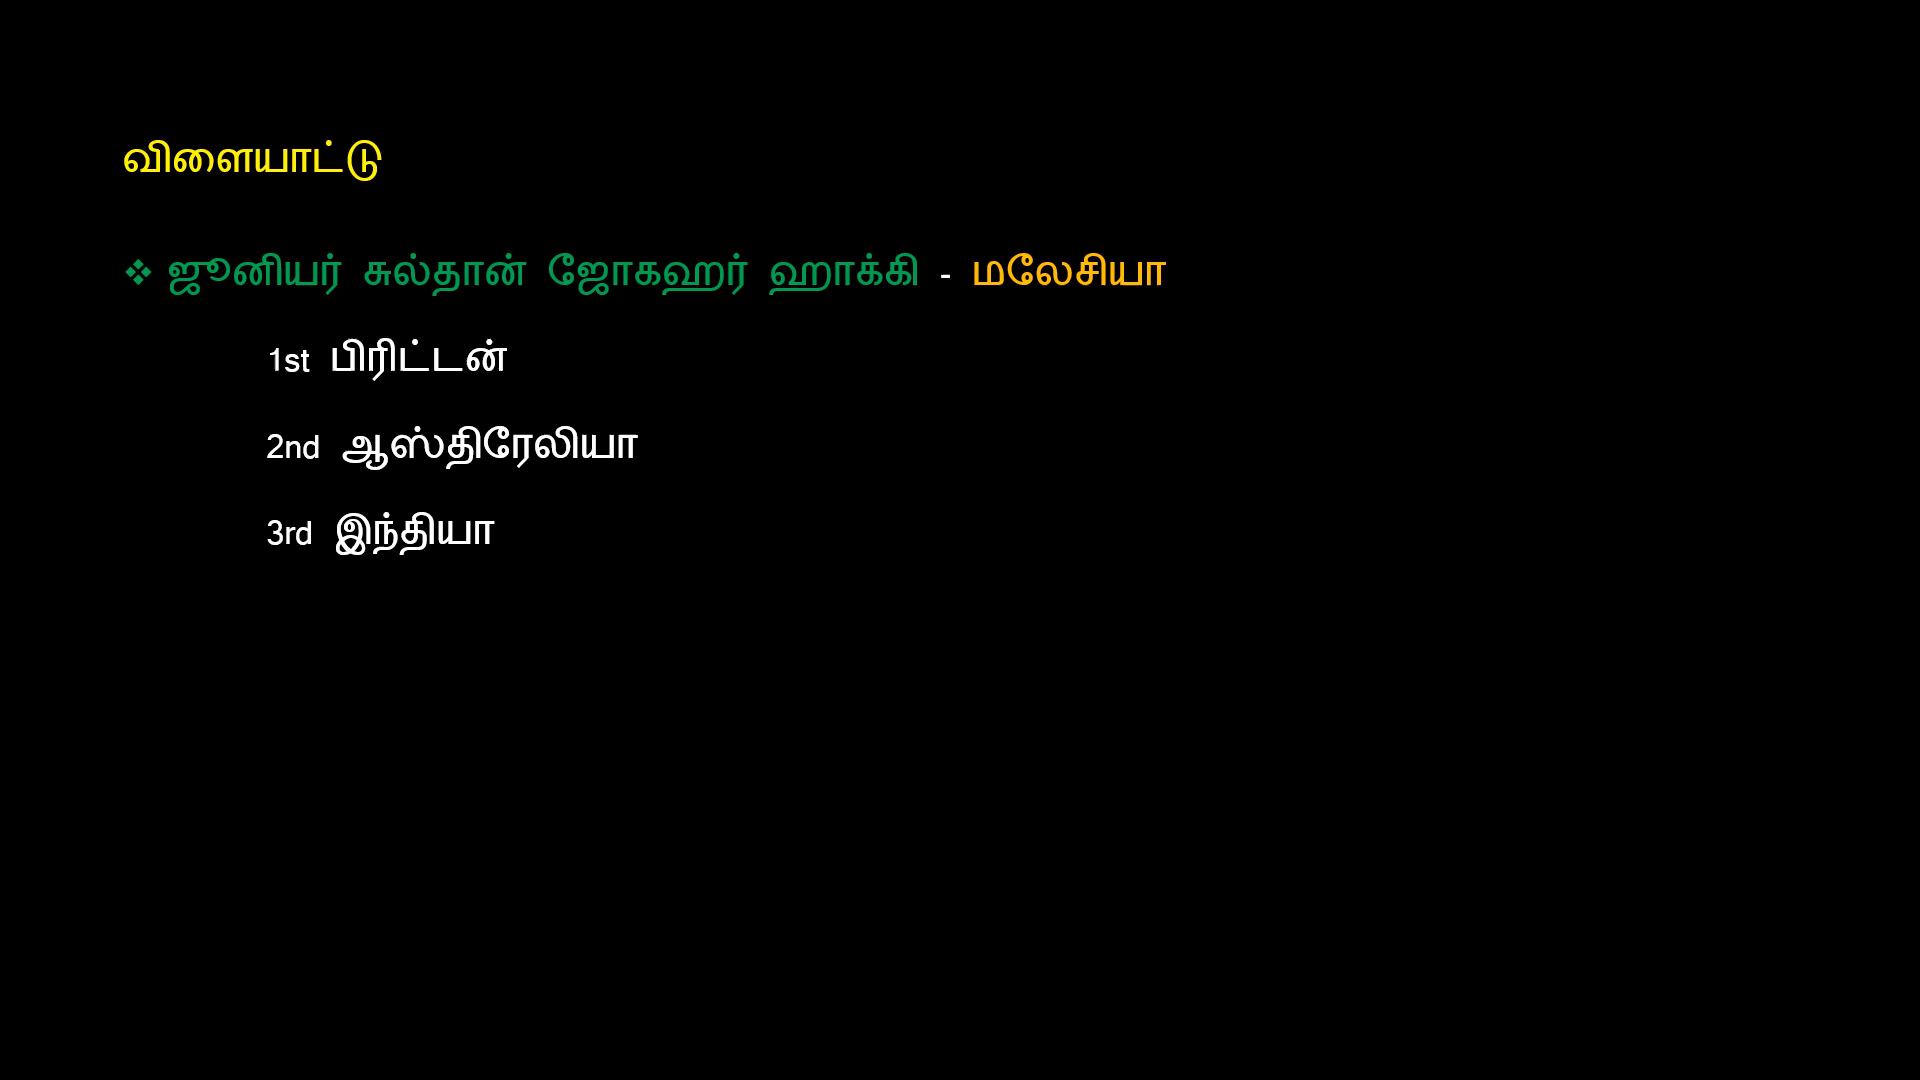 விளையாட்டு
❖ ஜூனியர் சுல்தான் ஜோகஹர் ஹாக்கி - மலேசியா
1st பிரிட்டன்
2nd ஆஸ்திரேலியா
3rd இந்தியா